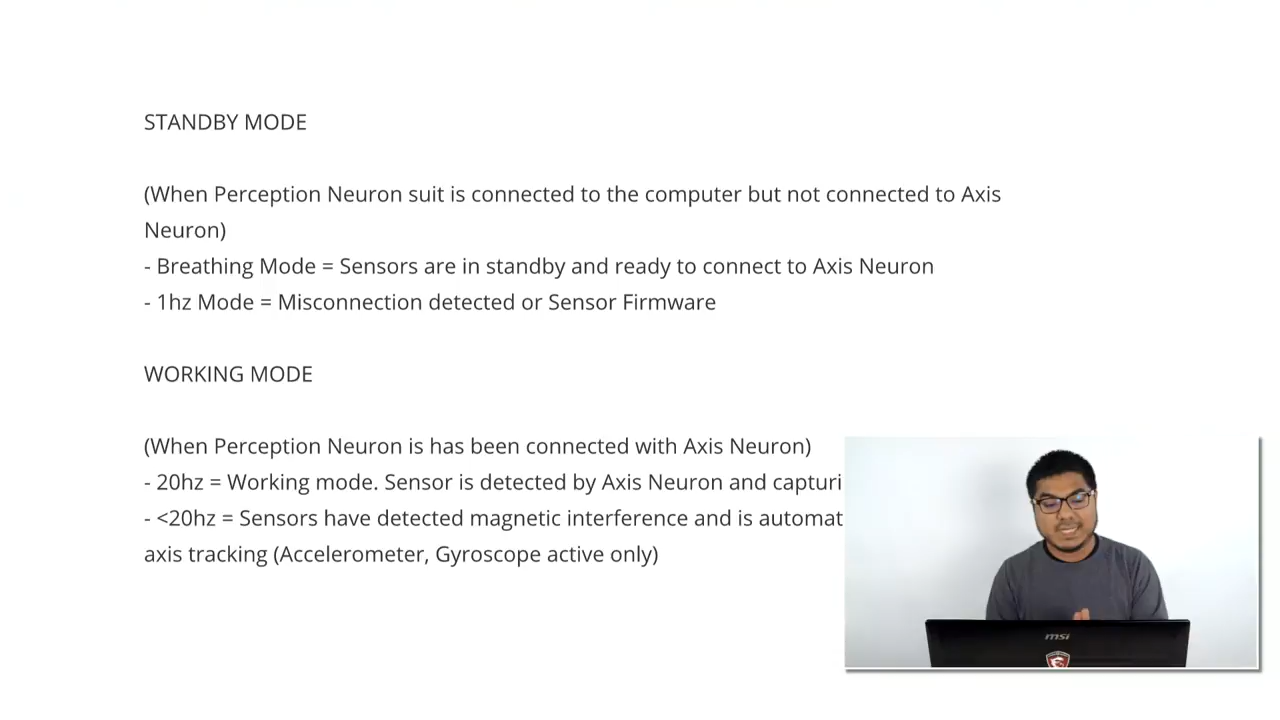 STANDBY MODE
(When Perception Neuron suit is connected to the computer but not connected to Axis
Neuron)
- Breathing Mode = Sensors are in standby and ready to connect to Axis Neuron
- 1hz Mode = Misconnection detected or Sensor Firmware
WORKING MODE
(When Perception Neuron is has been connected with Axis Neuron)
- 20hz = Working mode. Sensor is detected by Axis Neuron and capturi
- <20hz = Sensors have detected magnetic interference and is automat
axis tracking (Accelerometer, Gyroscope active only)
msi